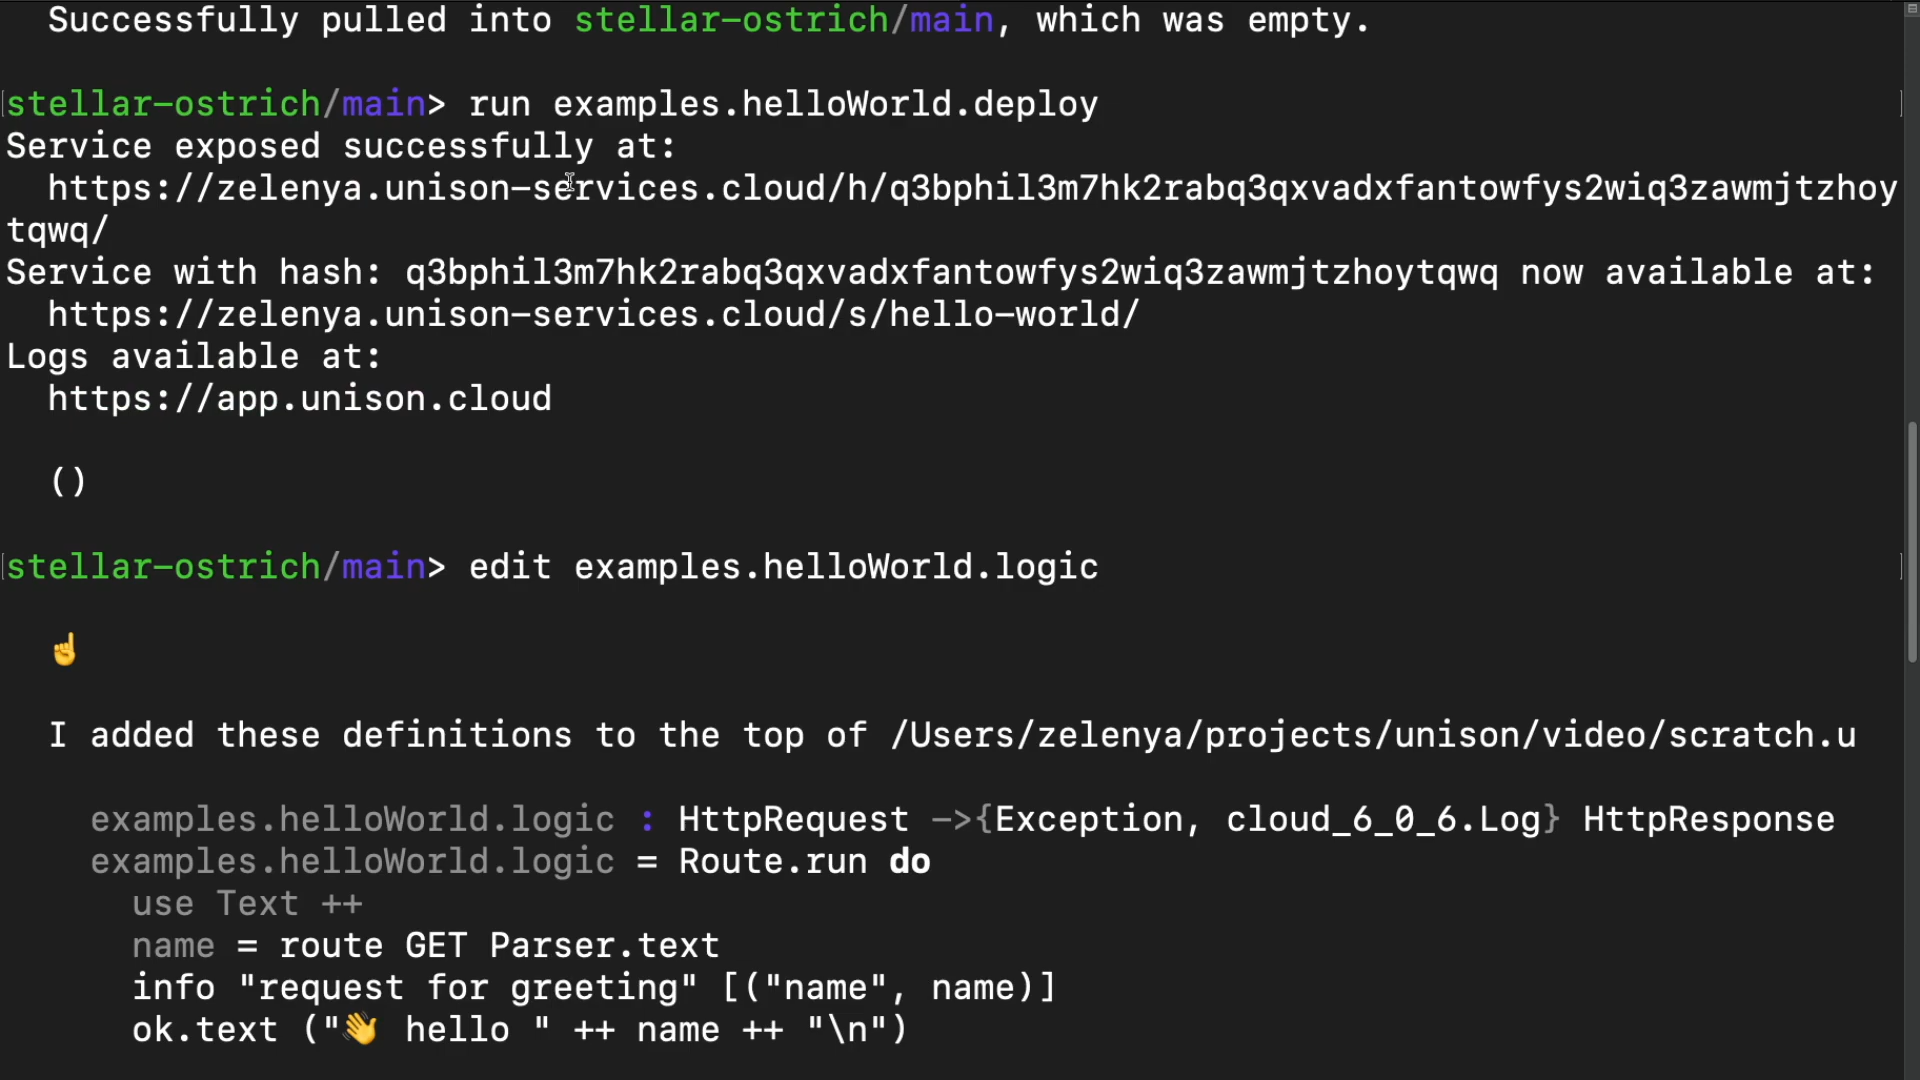 Successfully pulled into stellar-ostrich/main, which was empty.
stellar-ostrich/main> run examples.helloWorld.deploy
Service exposed successfully at:
https://zelenya.unison-services.cloud/h/q3bphil3m7hk2rabq3qxvadxfantowfys2wiq3zawmjtzhoy
tqwq/
Service with hash: q3bphil3m7hk2rabq3qxvadxfantowfys2wiq3zawmjtzhoytqwq now available at:
https://zelenya.unison-services.cloud/s/hello-world/
Logs available at:
https://app.unison.cloud
()
stellar-ostrich/main> edit examples.helloWorld.logic
☝️
I added these definitions to the top of /Users/zelenya/projects/unison/video/scratch.u
examples.helloWorld.logic : HttpRequest ->{Exception, cloud_6_0_6.Log} HttpResponse
examples.helloWorld.logic = Route.run do
use Text ++
name = route GET Parser.text
info "request for greeting" [("name", name)]
ok.text ("👋 hello " ++ name ++ "\n")